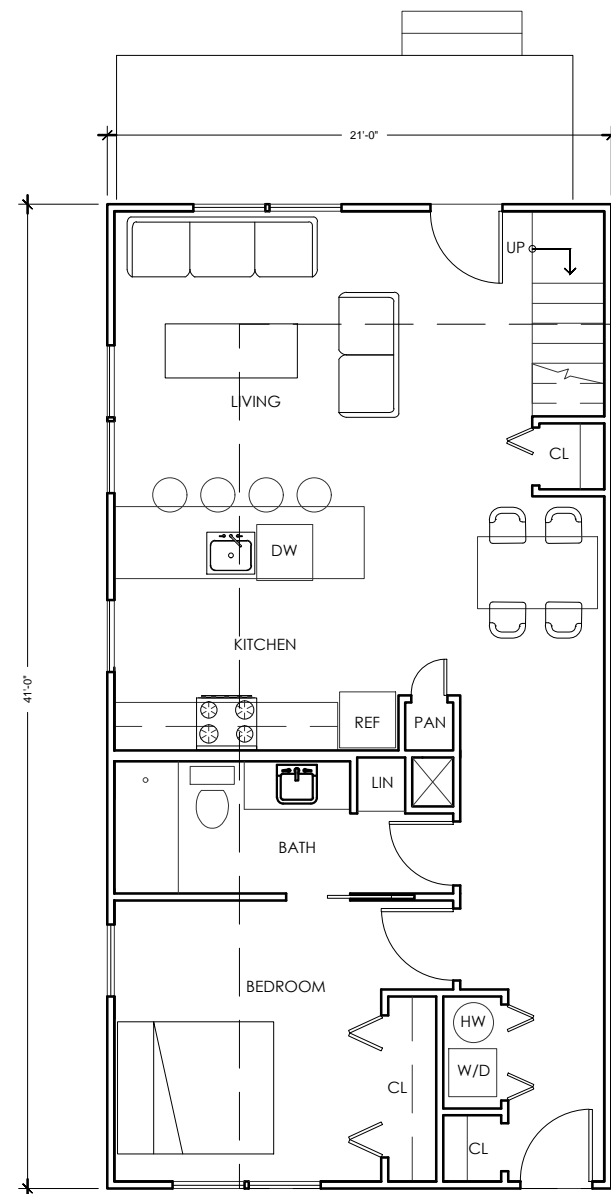 21'-0"
UP
LIVING
CL
DW
41'-0"
KITCHEN
REF
PAN
LIN
BATH
BEDROOM
HW
W/D
CL
CL